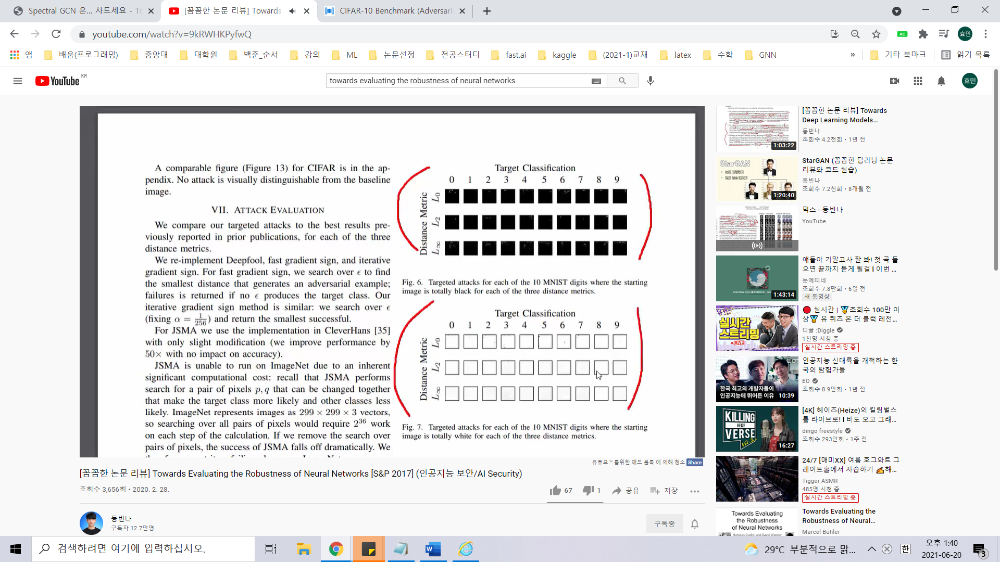 Spectral GCN 은... 사드세요 - To
[꼼꼼한 논문 리뷰] Towards
CIFAR-10 Benchmark (Adversaria
youtube.com/watch?v=9kRWHKPyfwQ
AC
효민
앱
배움(프로그래밍)
중앙대
대학원
백준_순서
강의
ML
논문선정
전공스터디
fast.ai
kaggle
(2021-1)교재
latex
수학
GNN
»
기타 북마크
읽기 목록
YouTube KR
towards evaluating the robustness of neural networks
효민
A comparable figure (Figure 13) for CIFAR is in the ap-
pendix. No attack is visually distinguishable from the baseline
image.
VII. ATTACK EVALUATION
We compare our targeted attacks to the best results pre-
viously reported in prior publications, for each of the three
distance metrics.
We re-implement Deepfool, fast gradient sign, and iterative
gradient sign. For fast gradient sign, we search over ϵ to find
the smallest distance that generates an adversarial example;
failures is returned if no ϵ produces the target class. Our
iterative gradient sign method is similar: we search over ϵ
(fixing α = 1/256) and return the smallest successful.
For JSMA we use the implementation in CleverHans [35]
with only slight modification (we improve performance by
50× with no impact on accuracy).
JSMA is unable to run on ImageNet due to an inherent
significant computational cost: recall that JSMA performs
search for a pair of pixels p, q that can be changed together
that make the target class more likely and other classes less
likely. ImageNet represents images as 299 × 299 × 3 vectors,
so searching over all pairs of pixels would require 2³⁶ work
on each step of the calculation. If we remove the search over
pairs of pixels, the success of JSMA falls off dramatically. We
Target Classification
0 1 2 3 4 5 6 7 8 9
Distance Metric
L0
L2
L∞
Fig. 6. Targeted attacks for each of the 10 MNIST digits where the starting
image is totally black for each of the three distance metrics.
Target Classification
0 1 2 3 4 5 6 7 8 9
Distance Metric
L0
L2
L∞
Fig. 7. Targeted attacks for each of the 10 MNIST digits where the starting
image is totally white for each of the three distance metrics.
유튜브™ 를위한 애드 블록 에 의해 청소 Share
[꼼꼼한 논문 리뷰] Towards Evaluating the Robustness of Neural Networks [S&P 2017] (인공지능 보안/AI Security)
조회수 3,656회 • 2020. 2. 28.
67
1
공유
저장
동빈나
구독자 12.7만명
구독중
1:03:22
[꼼꼼한 논문 리뷰] Towards
Deep Learning Models...
동빈나
조회수 4.2천회 • 1년 전
StarGAN
1:20:40
StarGAN (꼼꼼한 딥러닝 논문
리뷰와 코드 실습)
동빈나
조회수 7.2천회 • 8개월 전
믹스 - 동빈나
YouTube
1:43:14
얘들아 기말고사 잘 봐! 첫 곡 들
으면 끝까지 듣게 될걸 I 이번 ...
눈에띠네
조회수 7.8만회 • 6일 전
새 동영상
유퀴즈
실시간
스트리밍
LIVE
🔴 실시간 | 🏅조회수 100만 이
상🏅 유 퀴즈 온 더 블럭 레전...
디글 :Diggle
1천명 시청 중
실시간 스트리밍 중
EO
한국 최고의 개발자들이
인공지능에 뛰어든 이유
10:39
인공지능 신대륙을 개척하는 한
국의 탐험가들
EO
조회수 8.9만회 • 1년 전
KILLING
HEIZE
VERSE
Vol.2
16:27
[4K] 헤이즈(Heize)의 킬링벌스
를 라이브로! I 비도 오고 그래...
dingo freestyle
조회수 293만회 • 1주 전
24/7 [매미XX] 여름 호그와트 그
레이트홀에서 자습하기 ✍해...
Tigger ASMR
485명 시청 중
실시간 스트리밍 중
Towards Evaluating
the Robustness
of Neural Networks
Nicholas Carlini and David Wagner
Towards Evaluating the
Robustness of Neural...
Marcel Bühler
검색하려면 여기에 입력하십시오.
29°C 부분적으로 맑...
한
오후 1:40
2021-06-20
3